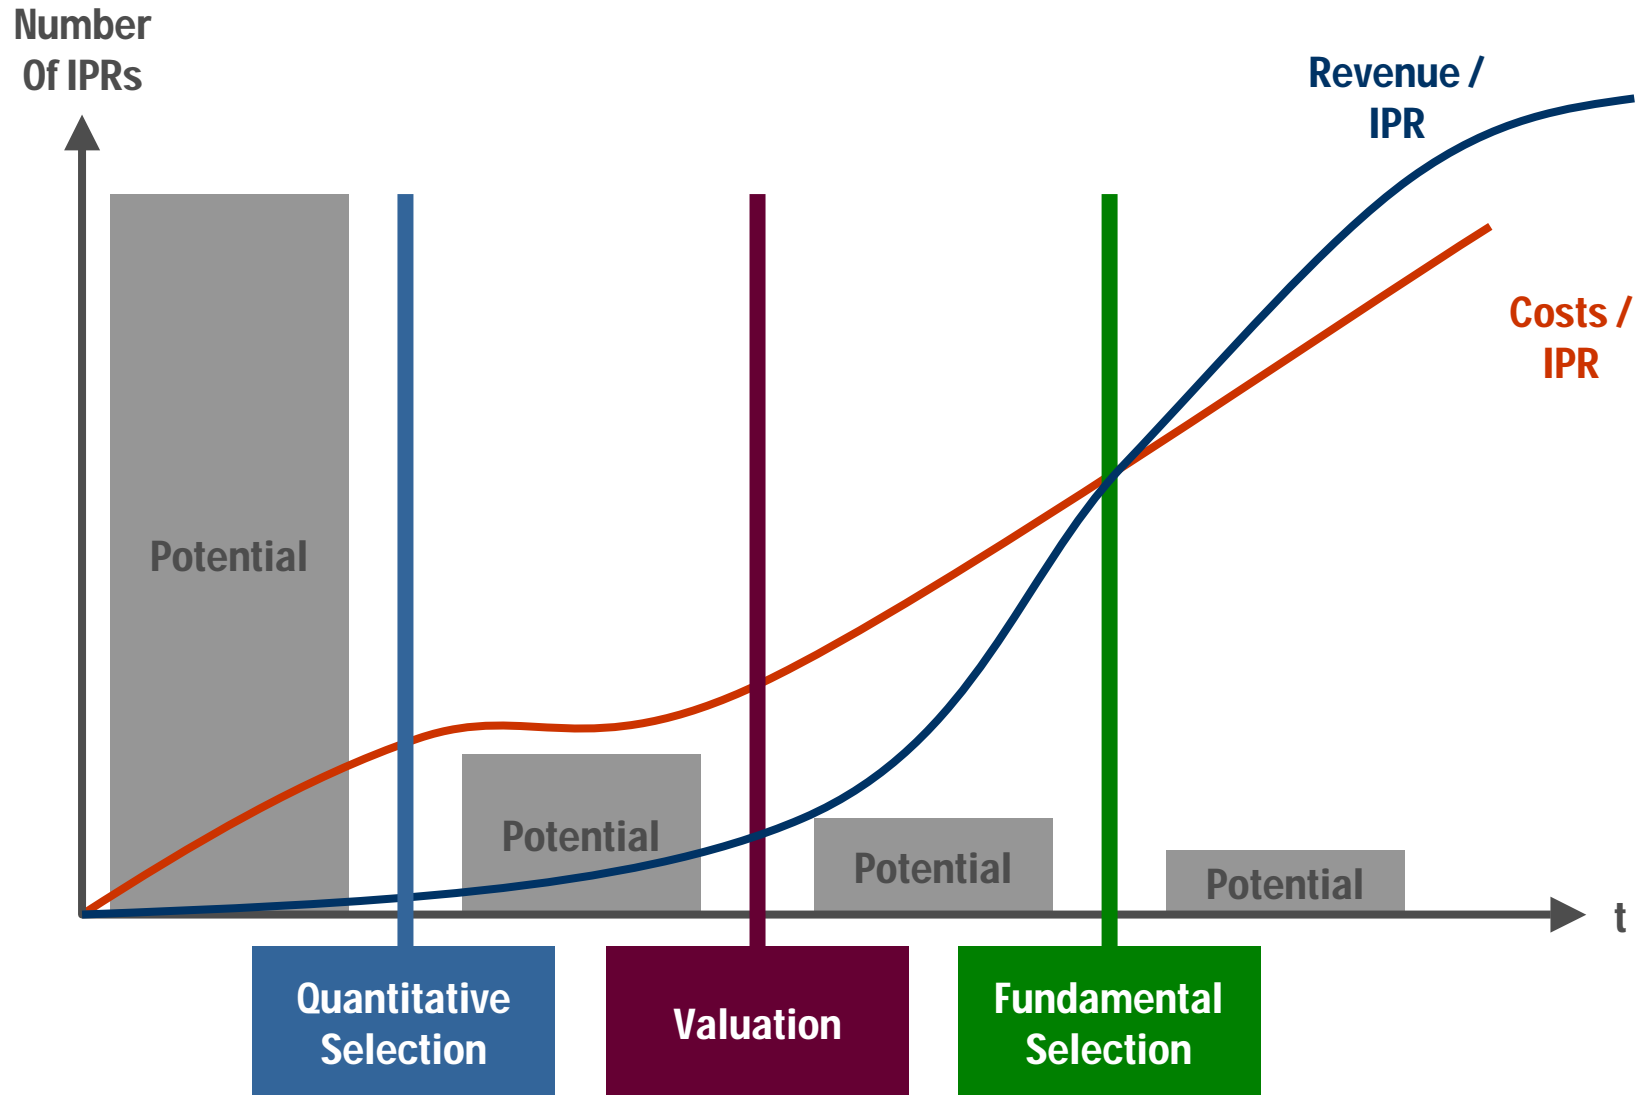 Number
Of IPRs
Revenue /
IPR
Costs /
IPR
Potential
Potential
Potential
Potential
t
Quantitative
Selection
Valuation
Fundamental
Selection